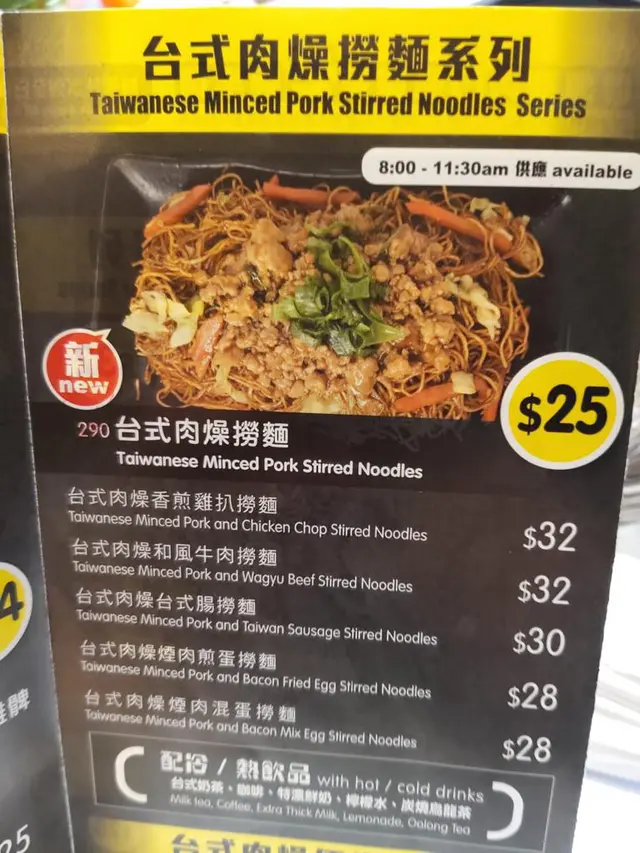 台式肉燥撈麵系列
Taiwanese Minced Pork Stirred Noodles Series
8:00 - 11:30am 供應 available
新
new
$25
290 台式肉燥撈麵
Taiwanese Minced Pork Stirred Noodles
台式肉燥香煎雞扒撈麵
Taiwanese Minced Pork and Chicken Chop Stirred Noodles
$32
台式肉燥和風牛肉撈麵
Taiwanese Minced Pork and Wagyu Beef Stirred Noodles
$32
台式肉燥台式腸撈麵
Taiwanese Minced Pork and Taiwan Sausage Stirred Noodles
$30
台式肉燥煙肉煎蛋撈麵
Taiwanese Minced Pork and Bacon Fried Egg Stirred Noodles
$28
台式肉燥煙肉混蛋撈麵
Taiwanese Minced Pork and Bacon Mix Egg Stirred Noodles
$28
配冷 / 熱飲品 with hot / cold drinks
台式奶茶、咖啡、特濃鮮奶、檸檬水、炭燒烏龍茶
Milk tea, Coffee, Extra Thick Milk, Lemonade, Oolong Tea